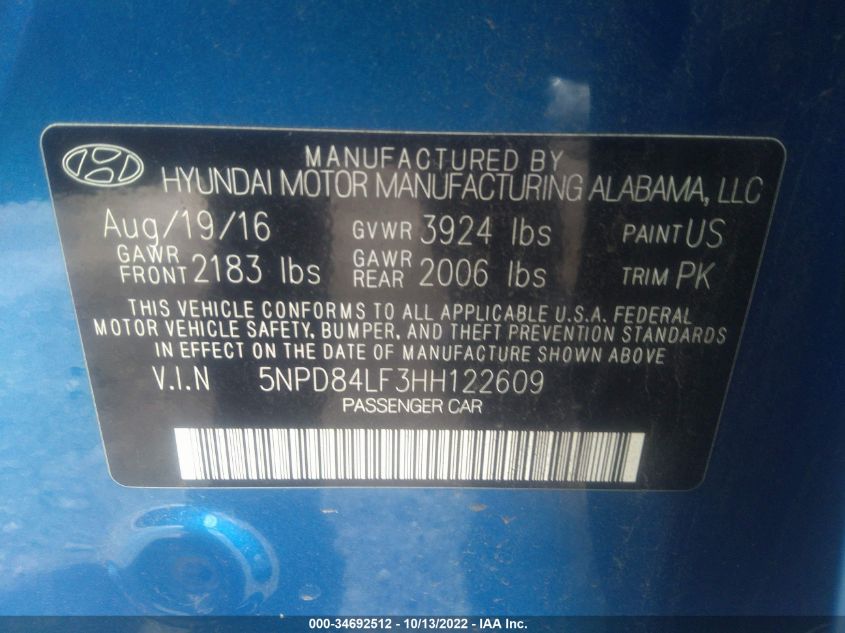 MANUFACTURED BY
HYUNDAI MOTOR MANUFACTURING ALABAMA, LLC
Aug/19/16 GVWR 3924 lbs PAINT US
GAWR FRONT 2183 lbs GAWR REAR 2006 lbs TRIM PK
THIS VEHICLE CONFORMS TO ALL APPLICABLE U.S.A. FEDERAL
MOTOR VEHICLE SAFETY, BUMPER, AND THEFT PREVENTION STANDARDS
IN EFFECT ON THE DATE OF MANUFACTURE SHOWN ABOVE
V.I.N 5NPD84LF3HH122609
PASSENGER CAR
000-34692512 - 10/13/2022 - IAA Inc.